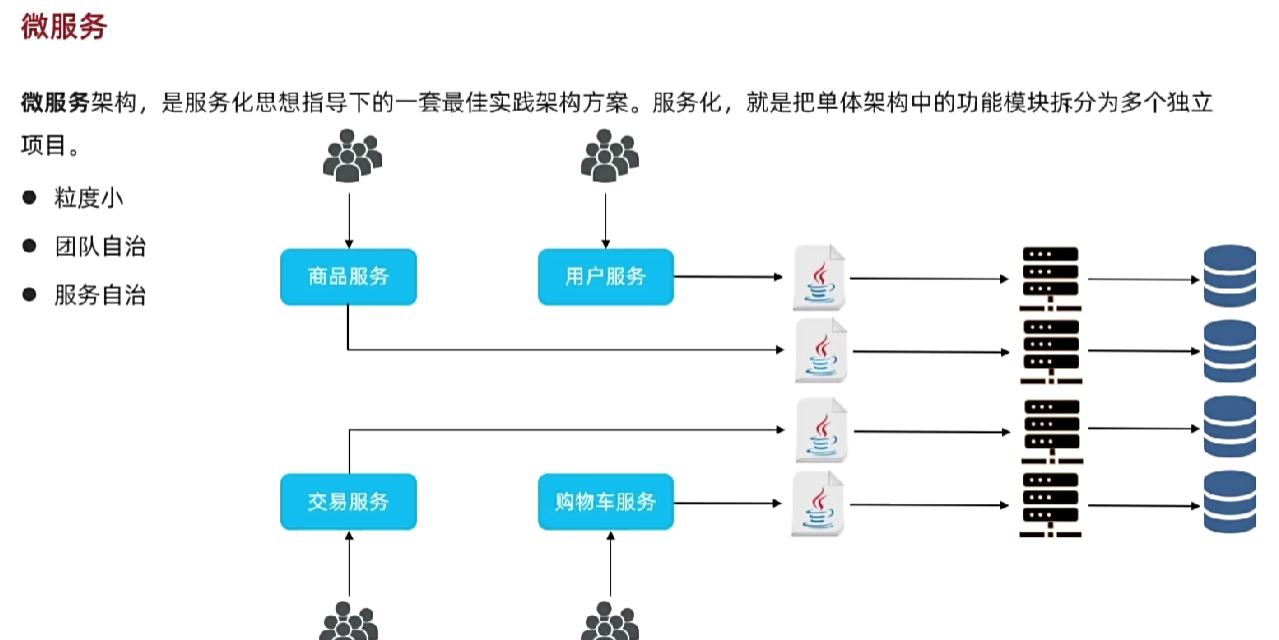 微服务
微服务架构，是服务化思想指导下的一套最佳实践架构方案。服务化，就是把单体架构中的功能模块拆分为多个独立
项目。
粒度小
团队自治
服务自治
商品服务
用户服务
交易服务
购物车服务